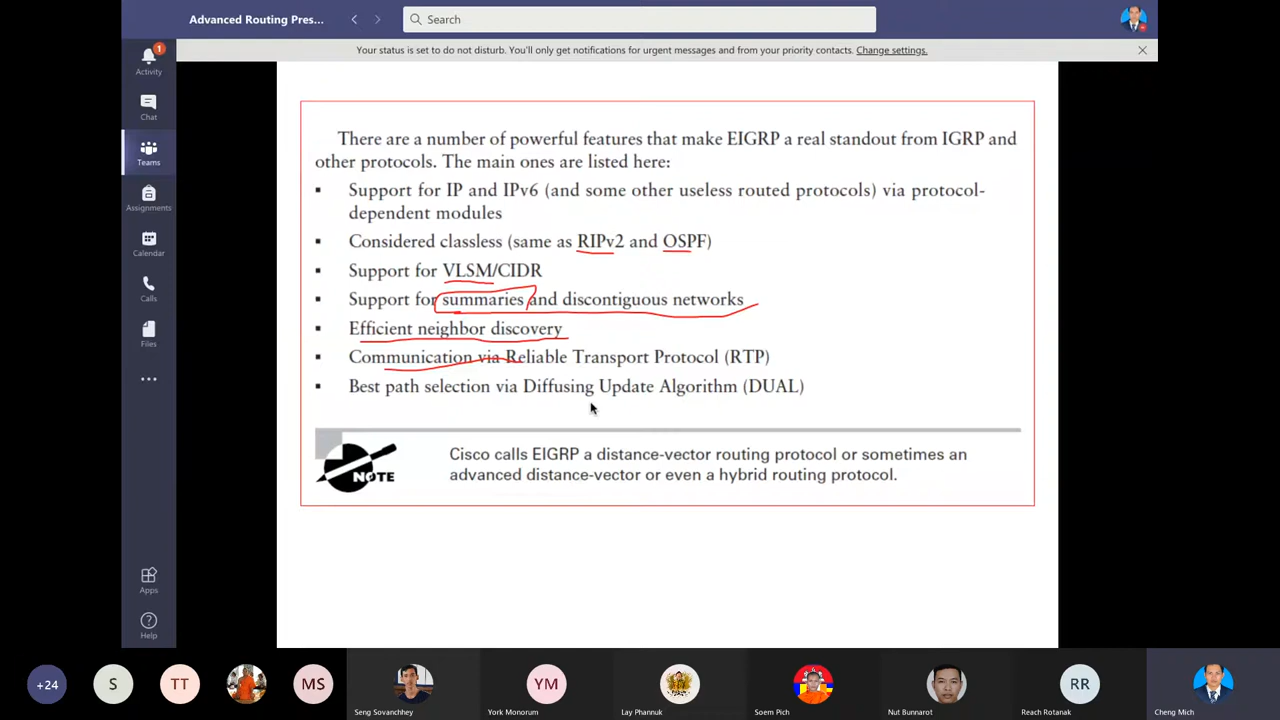 Advanced Routing Pres...
Search
Your status is set to do not disturb. You'll only get notifications for urgent messages and from your priority contacts. Change settings.
1
Activity
Chat
Teams
Assignments
Calendar
Calls
Files
Apps
Help
There are a number of powerful features that make EIGRP a real standout from IGRP and
other protocols. The main ones are listed here:
▪ Support for IP and IPv6 (and some other useless routed protocols) via protocol-
dependent modules
▪ Considered classless (same as RIPv2 and OSPF)
▪ Support for VLSM/CIDR
▪ Support for summaries and discontiguous networks
▪ Efficient neighbor discovery
▪ Communication via Reliable Transport Protocol (RTP)
▪ Best path selection via Diffusing Update Algorithm (DUAL)
NOTE
Cisco calls EIGRP a distance-vector routing protocol or sometimes an
advanced distance-vector or even a hybrid routing protocol.
+24
S
TT
MS
YM
RR
Seng Sovanchhey
York Monorum
Lay Phannuk
Soem Pich
Nut Bunnarot
Reach Rotanak
Cheng Mich